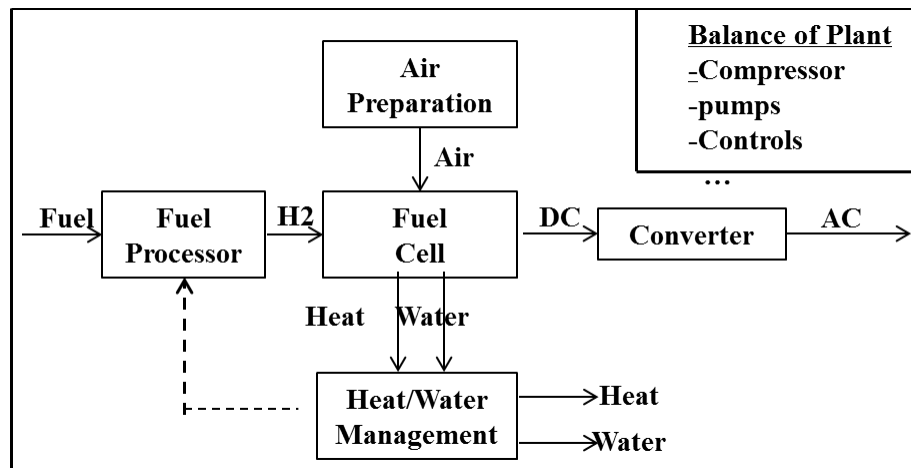 Balance of Plant
-Compressor
-pumps
-Controls
...
Air
Preparation
Air
Fuel
Fuel
Processor
H2
Fuel
Cell
DC
Converter
AC
Heat
Water
Heat/Water
Management
Heat
Water